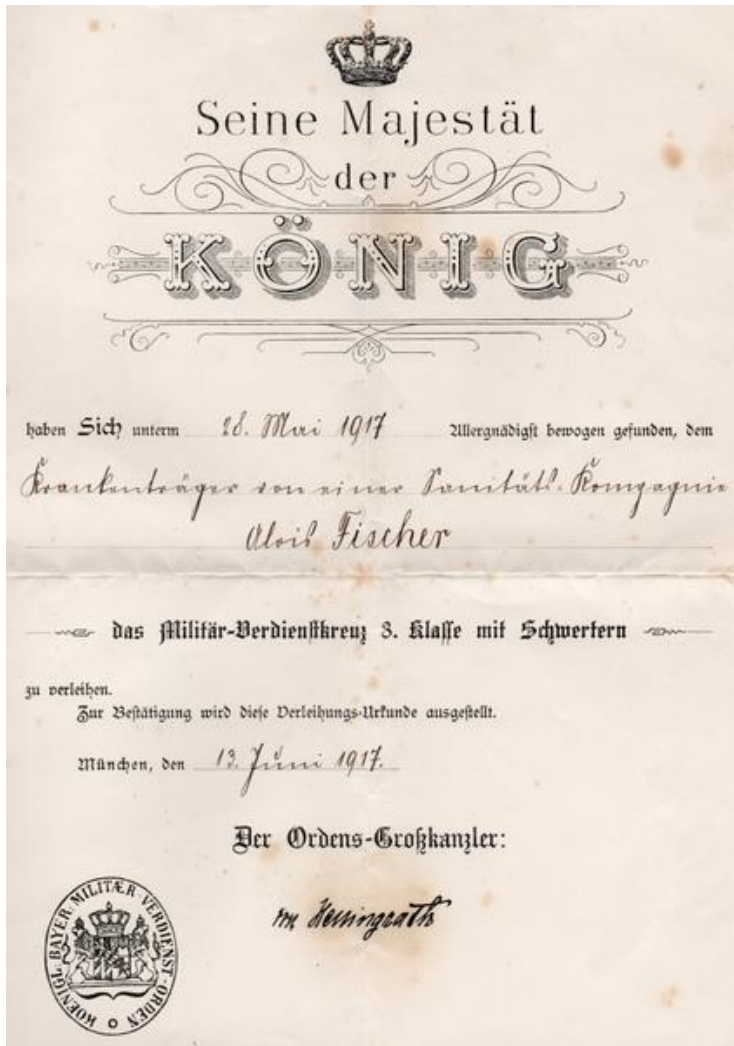 Seine Majestät
der
KÖNIG
haben Sich unterm 28. Mai 1917 Allergnädigst bewogen gefunden, dem
Krankenträger von einer Sanitäts-Kompagnie
Alois Fischer
das Militär-Verdienstkreuz 3. Klasse mit Schwertern
zu verleihen.
Zur Bestätigung wird diese Verleihungs-Urkunde ausgestellt.
München, den 13. Juni 1917.
Der Ordens-Großkanzler:
KOENIGL. BAYER. MILITÆR-VERDIENST-ORDEN